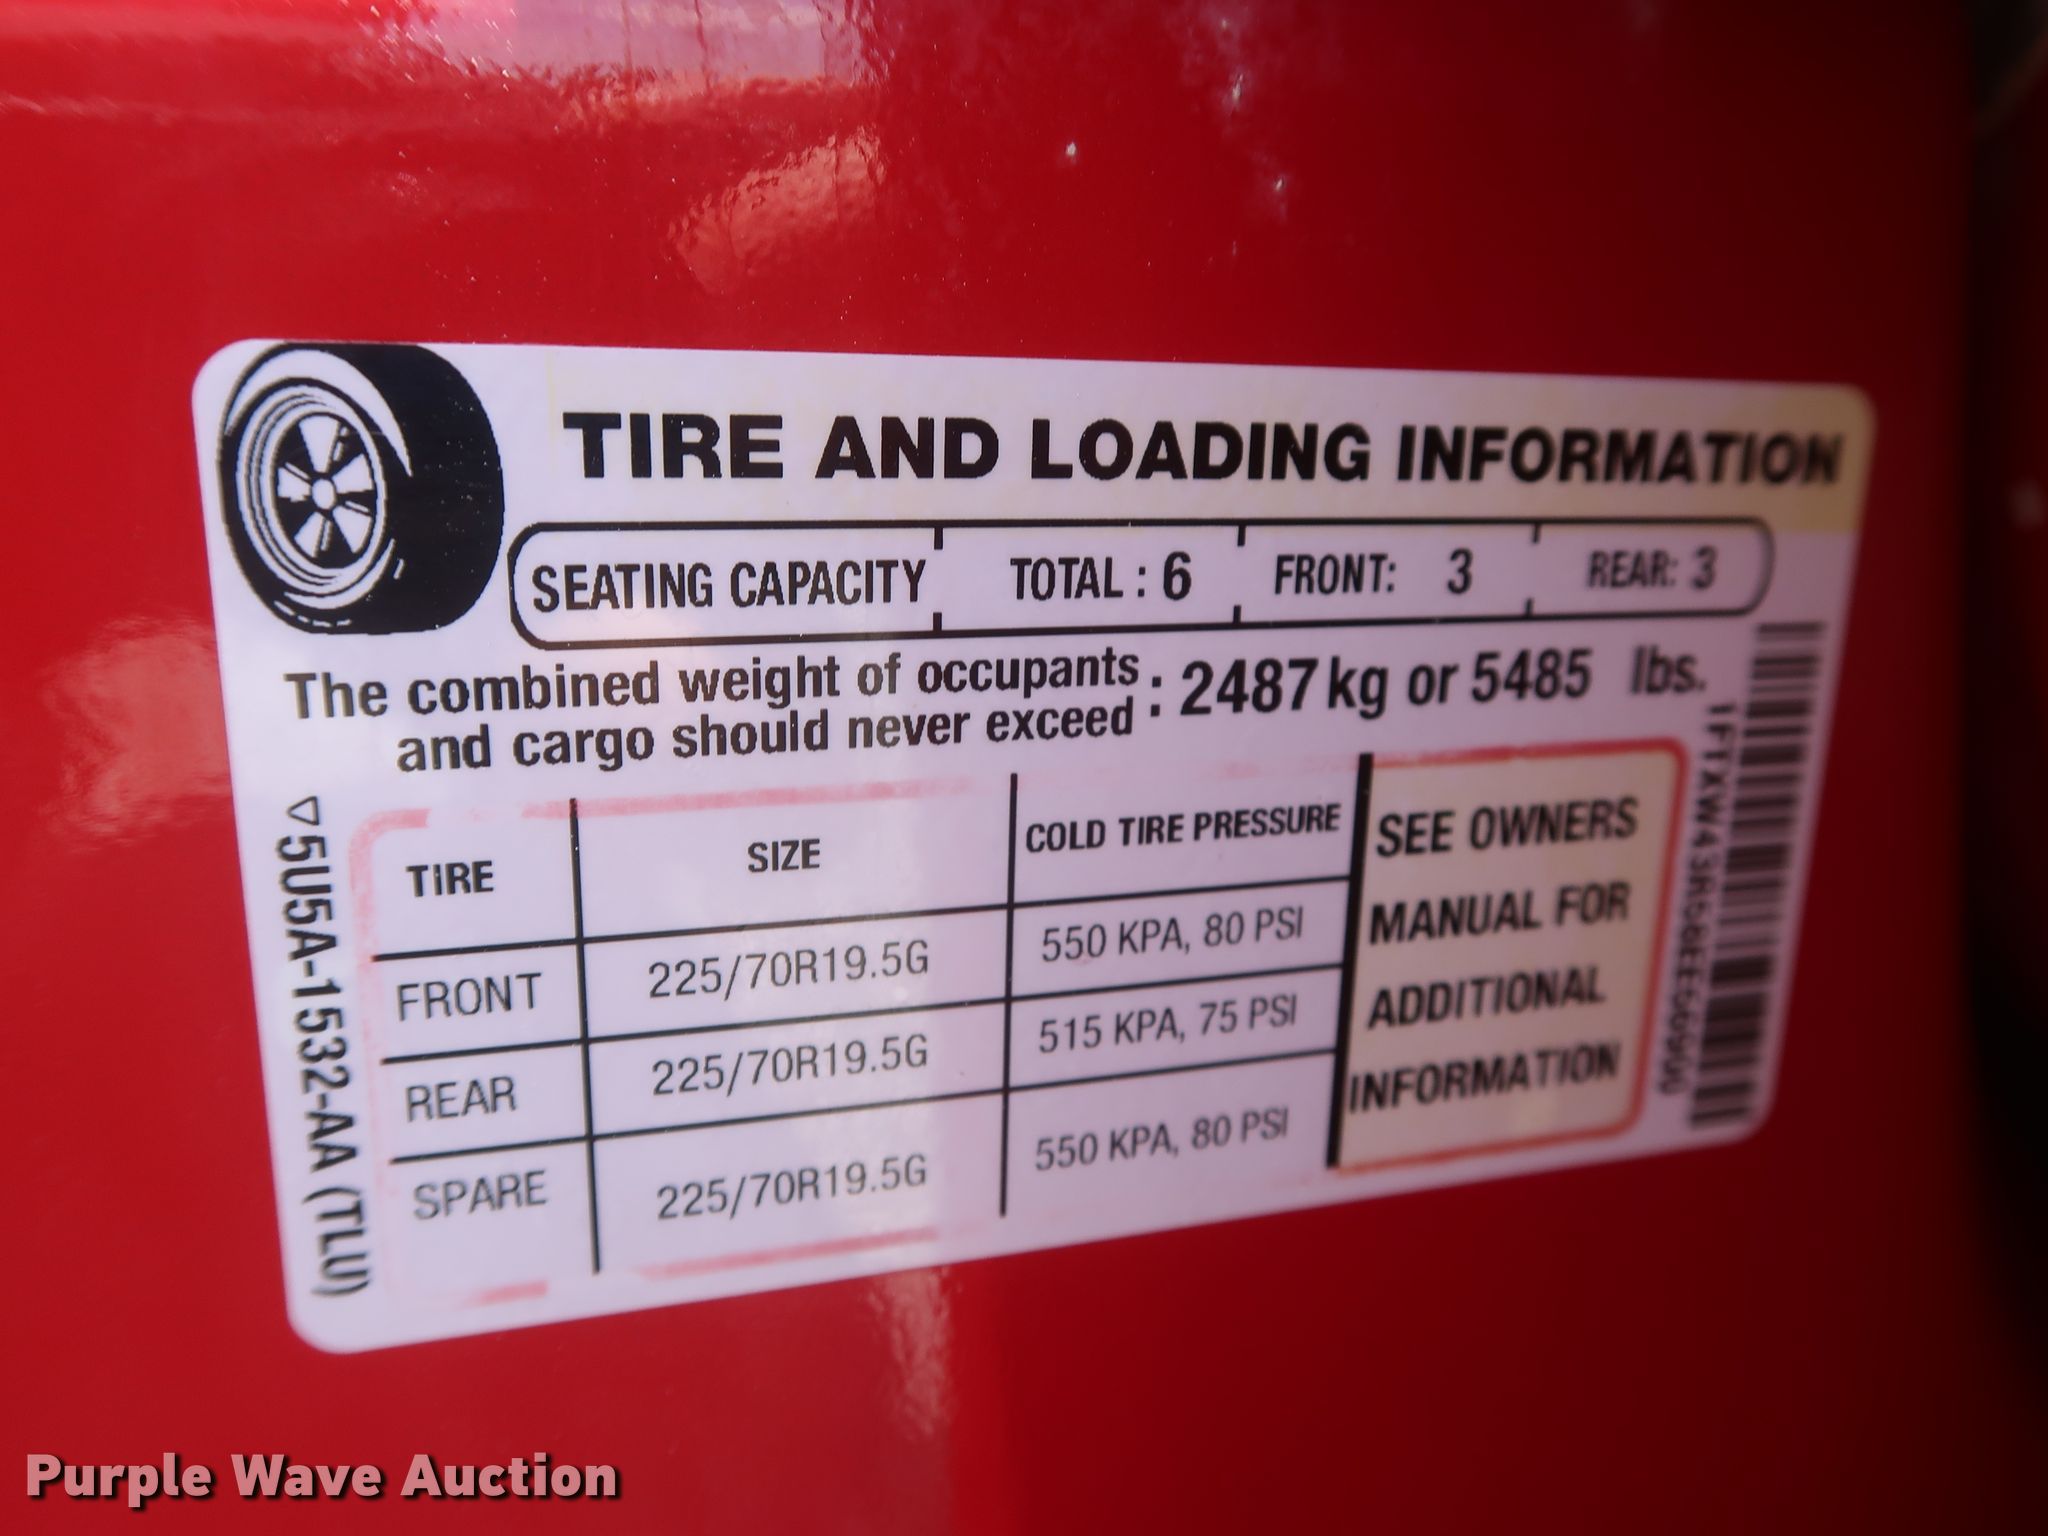 TIRE AND LOADING INFORMATION
SEATING CAPACITY TOTAL : 6 FRONT: 3 REAR: 3
The combined weight of occupants
and cargo should never exceed : 2487 kg or 5485 lbs.
TIRE SIZE COLD TIRE PRESSURE
FRONT 225/70R19.5G 550 KPA, 80 PSI
REAR 225/70R19.5G 515 KPA, 75 PSI
SPARE 225/70R19.5G 550 KPA, 80 PSI
SEE OWNERS
MANUAL FOR
ADDITIONAL
INFORMATION
5U5A-1532-AA (TLU)
Purple Wave Auction